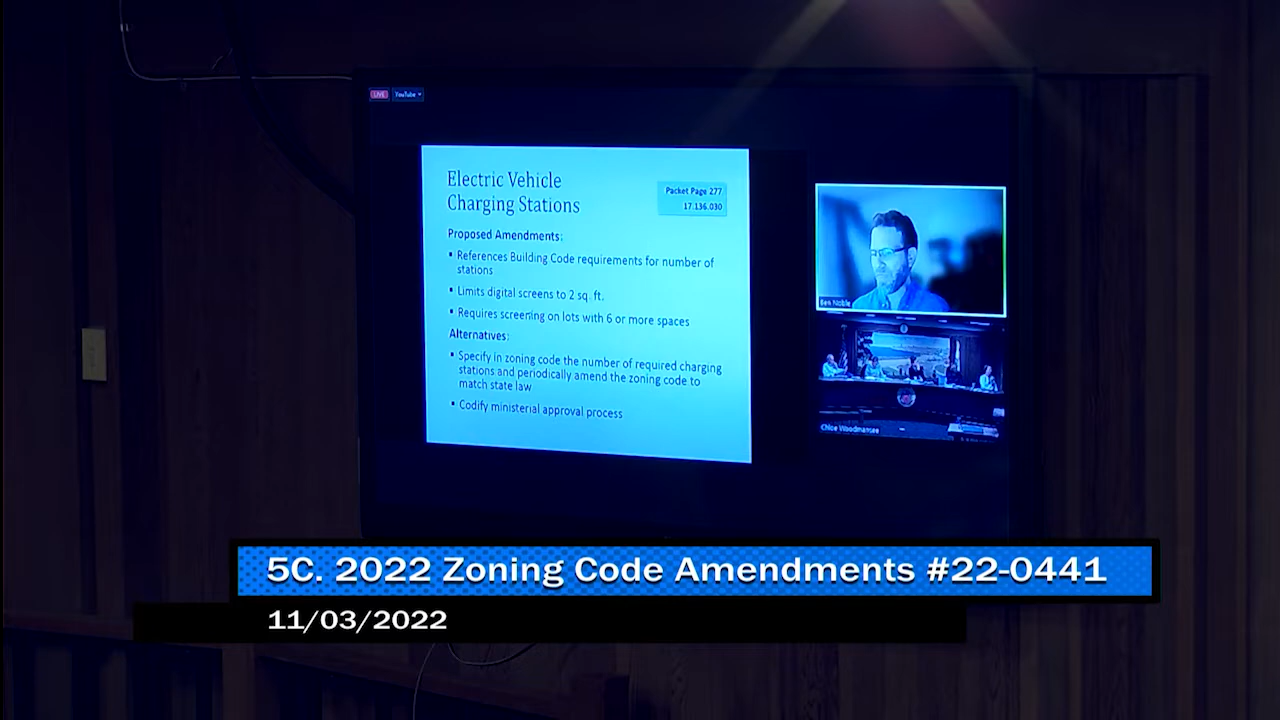 LIVE YouTube
Electric Vehicle
Charging Stations
Packet Page 277
17.136.030
Proposed Amendments:
▪ References Building Code requirements for number of
stations
▪ Limits digital screens to 2 sq. ft.
▪ Requires screening on lots with 6 or more spaces
Alternatives:
▪ Specify in zoning code the number of required charging
stations and periodically amend the zoning code to
match state law
▪ Codify ministerial approval process
Ben Noble
Chloe Woodmansee
5C. 2022 Zoning Code Amendments #22-0441
11/03/2022